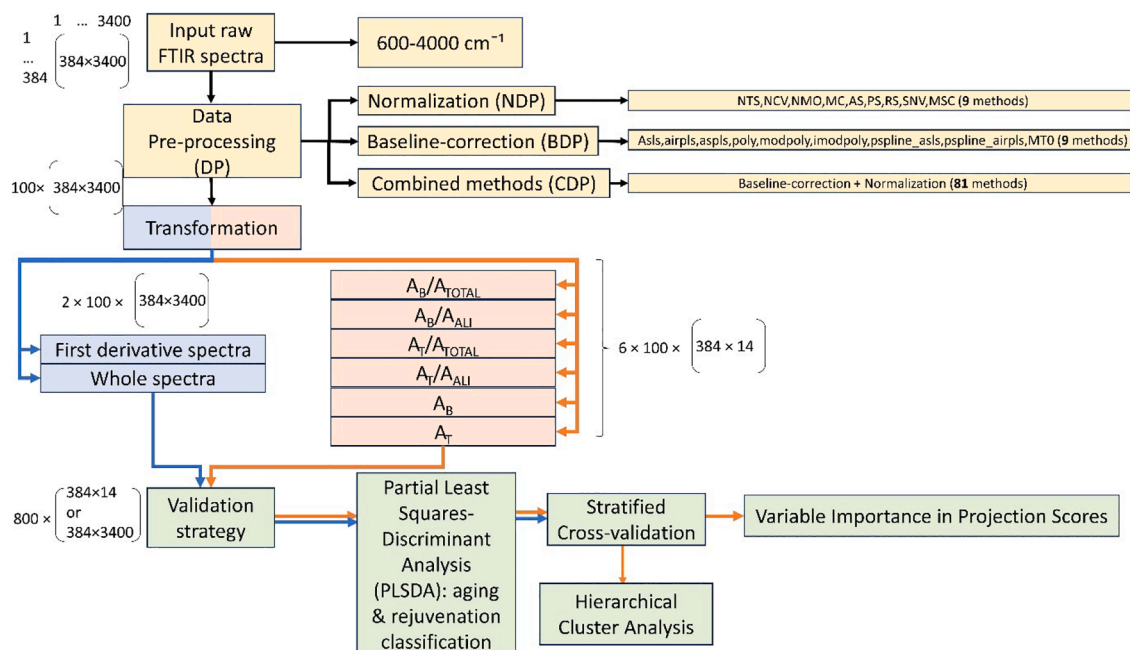 1 ... 3400
1
...
384
384×3400
Input raw
FTIR spectra
600-4000 cm⁻¹
Data
Pre-processing
(DP)
Normalization (NDP)
NTS,NCV,NMO,MC,AS,PS,RS,SNV,MSC (9 methods)
Baseline-correction (BDP)
Asls,airpls,aspls,poly,modpoly,imodpoly,pspline_asls,pspline_airpls,MT0 (9 methods)
Combined methods (CDP)
Baseline-correction + Normalization (81 methods)
100× 384×3400
Transformation
2 × 100 × 384×3400
First derivative spectra
Whole spectra
A_B/A_TOTAL
A_B/A_ALI
A_T/A_TOTAL
A_T/A_ALI
A_B
A_T
6 × 100 × 384 × 14
800 ×
384×14
or
384×3400
Validation
strategy
Partial Least
Squares-
Discriminant
Analysis
(PLSDA): aging
& rejuvenation
classification
Stratified
Cross-validation
Variable Importance in Projection Scores
Hierarchical
Cluster Analysis